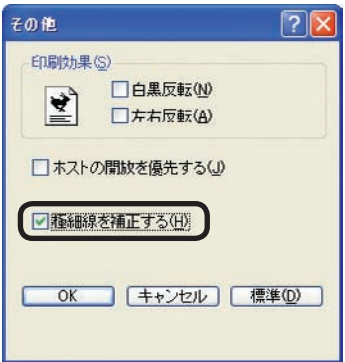 その他
印刷効果(S)
白黒反転(N)
左右反転(A)
ホストの開放を優先する(J)
極細線を補正する(H)
OK キャンセル 標準(D)